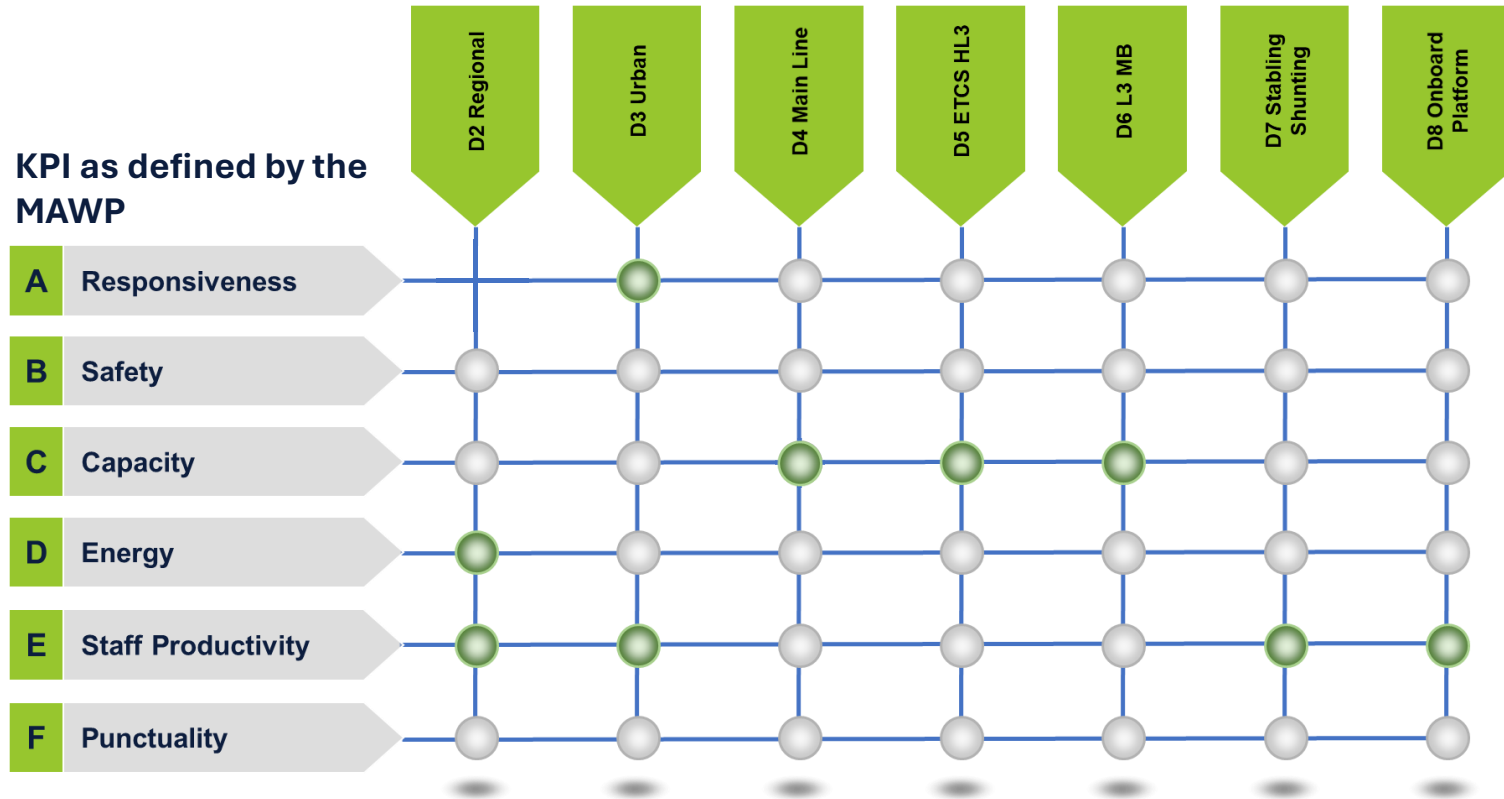 D2 Regional
D3 Urban
D4 Main Line
D5 ETCS HL3
D6 L3 MB
D7 Stabling
Shunting
D8 Onboard
Platform
KPI as defined by the
MAWP
A Responsiveness
B Safety
C Capacity
D Energy
E Staff Productivity
F Punctuality